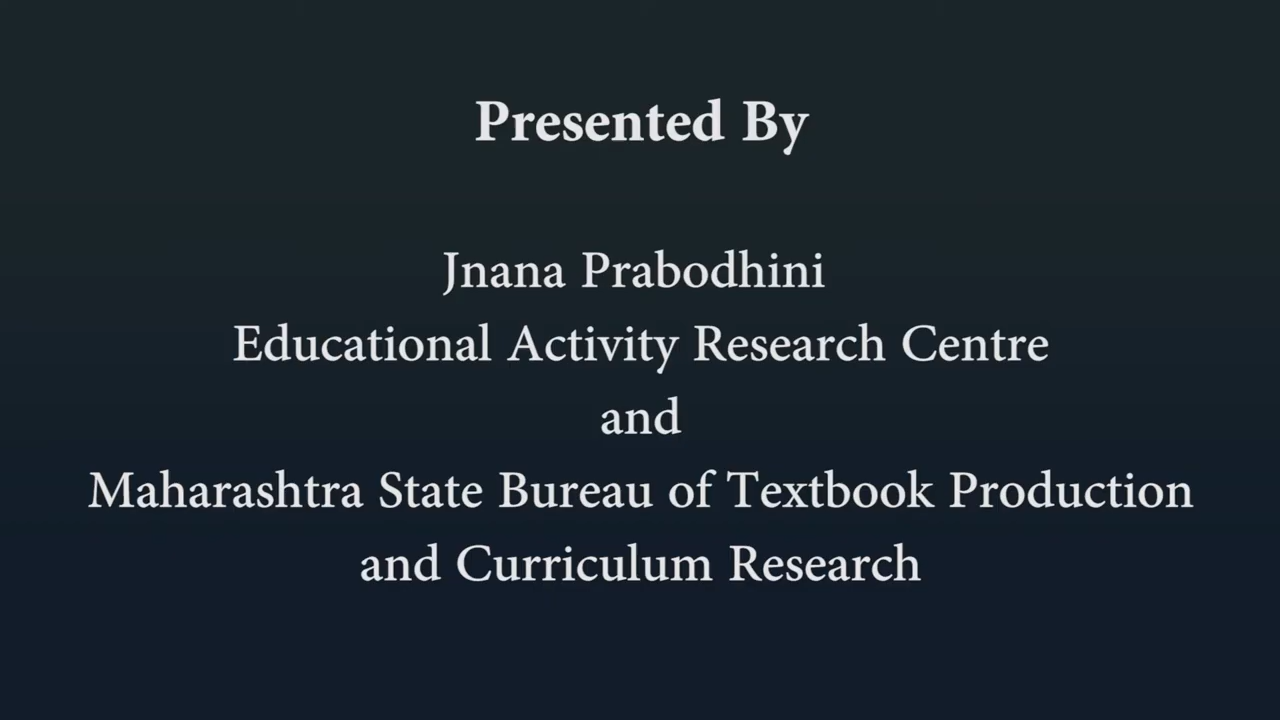 Presented By
Jnana Prabodhini
Educational Activity Research Centre
and
Maharashtra State Bureau of Textbook Production
and Curriculum Research